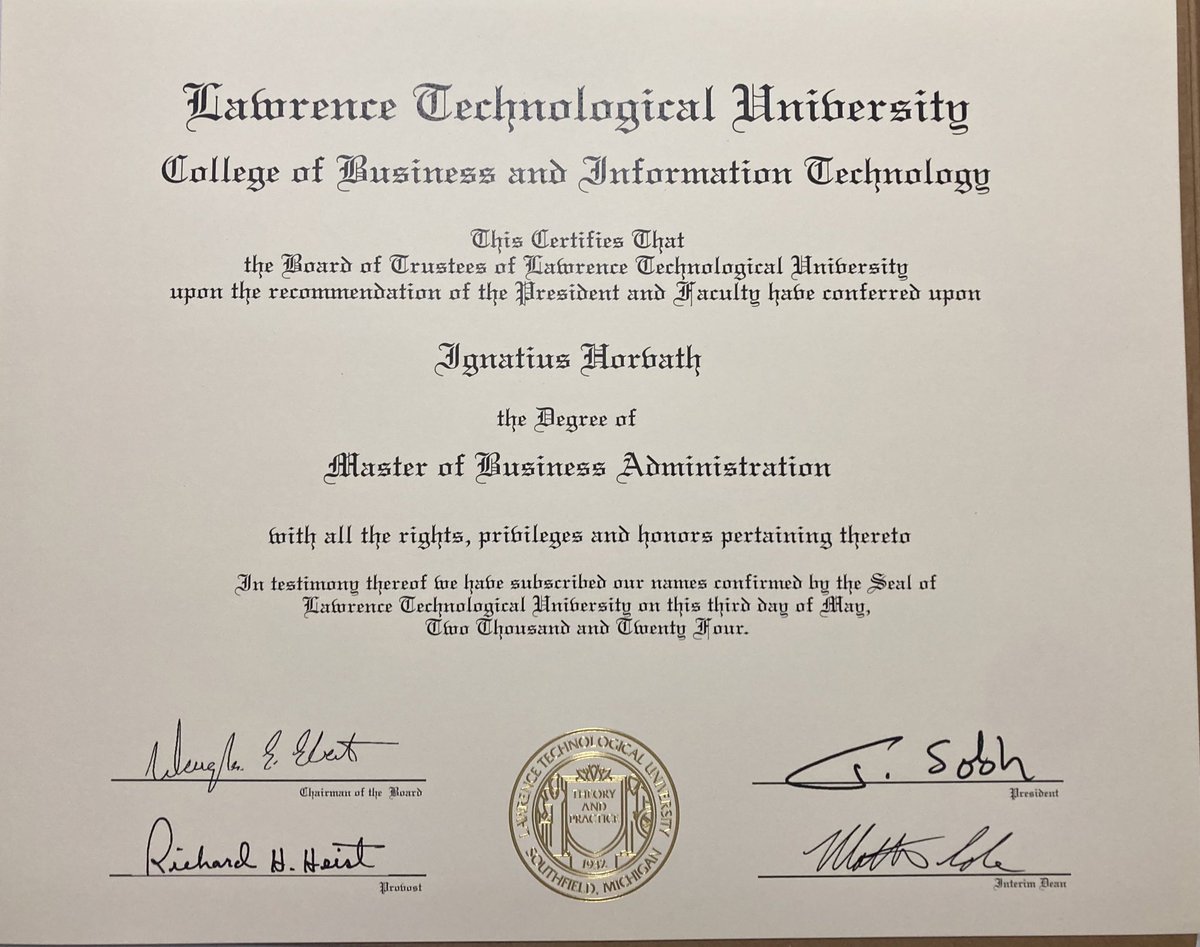 Lawrence Technological University
College of Business and Information Technology
This Certifies That
the Board of Trustees of Lawrence Technological University
upon the recommendation of the President and Faculty have conferred upon
Ignatius Horvath
the Degree of
Master of Business Administration
with all the rights, privileges and honors pertaining thereto
In testimony thereof we have subscribed our names confirmed by the Seal of
Lawrence Technological University on this third day of May,
Two Thousand and Twenty Four.
E. Ebert
Chairman of the Board
Richard H. Heist
Provost
LAWRENCE TECHNOLOGICAL UNIVERSITY
THEORY
AND
PRACTICE
1932
SOUTHFIELD, MICHIGAN
T. Sobh
President
Matt Cole
Interim Dean